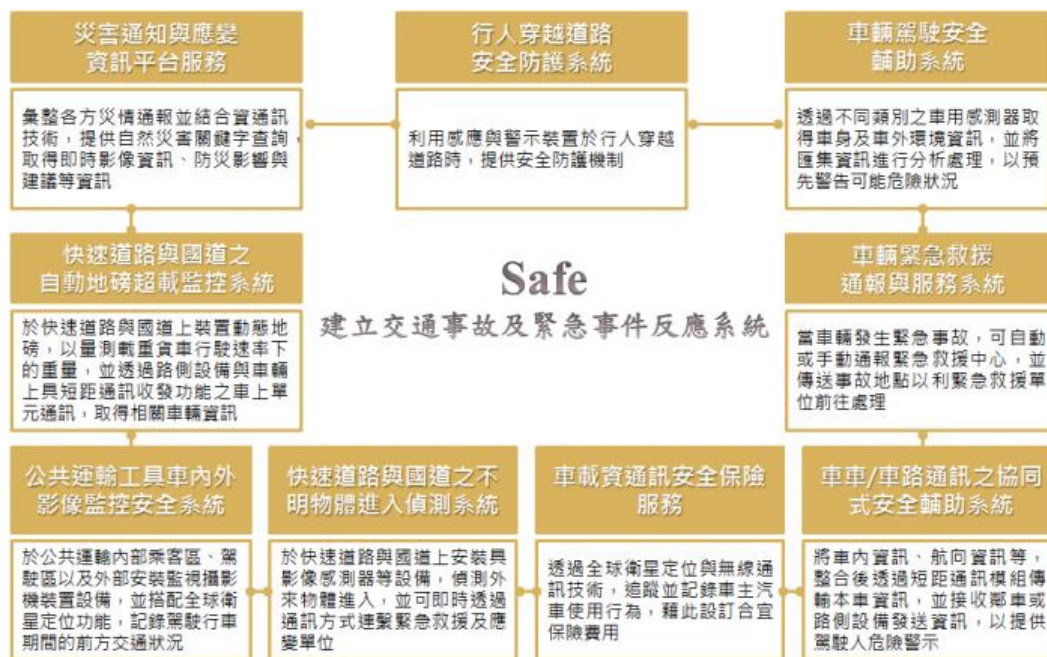 災害通知與應變
資訊平台服務
彙整各方災情通報並結合資通訊
技術，提供自然災害關鍵字查詢，
取得即時影像資訊、防災影響與
建議等資訊
行人穿越道路
安全防護系統
利用感應與警示裝置於行人穿越
道路時，提供安全防護機制
車輛駕駛安全
輔助系統
透過不同類別之車用感測器取
得車身及車外環境資訊，並將
匯集資訊進行分析處理，以預
先警告可能危險狀況
快速道路與國道之
自動地磅超載監控系統
於快速道路與國道上裝置動態地
磅，以量測載重貨車行駛速率下
的重量，並透過路側設備與車輛
上具短距通訊收發功能之車上單
元通訊，取得相關車輛資訊
Safe
建立交通事故及緊急事件反應系統
車輛緊急救援
通報與服務系統
當車輛發生緊急事故，可自動
或手動通報緊急救援中心，並
傳送事故地點以利緊急救援單
位前往處理
公共運輸工具車內外
影像監控安全系統
於公共運輸內部乘客區、駕
駛區以及外部安裝監視攝影
機裝置設備，並搭配全球衛
星定位功能，記錄駕駛行車
期間的前方交通狀況
快速道路與國道之不
明物體進入偵測系統
於快速道路與國道上安裝具
影像感測器等設備，偵測外
來物體進入，並可即時透過
通訊方式連繫緊急救援及應
變單位
車載資通訊安全保險
服務
透過全球衛星定位與無線通
訊技術，追蹤並記錄車主汽
車使用行為，藉此設訂合宜
保險費用
車車/車路通訊之協同
式安全輔助系統
將車內資訊、航向資訊等，
整合後透過短距通訊模組傳
輸本車資訊，並接收鄰車或
路側設備發送資訊，以提供
駕駛人危險警示